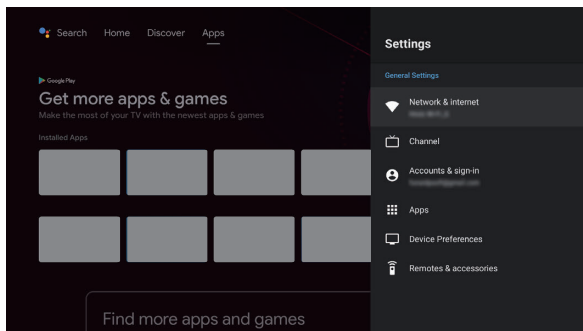 Search Home Discover Apps
Google Play
Get more apps & games
Make the most of your TV with the newest apps & games
Installed Apps
Find more apps and games
Settings
General Settings
Network & internet
Channel
Accounts & sign-in
Apps
Device Preferences
Remotes & accessories